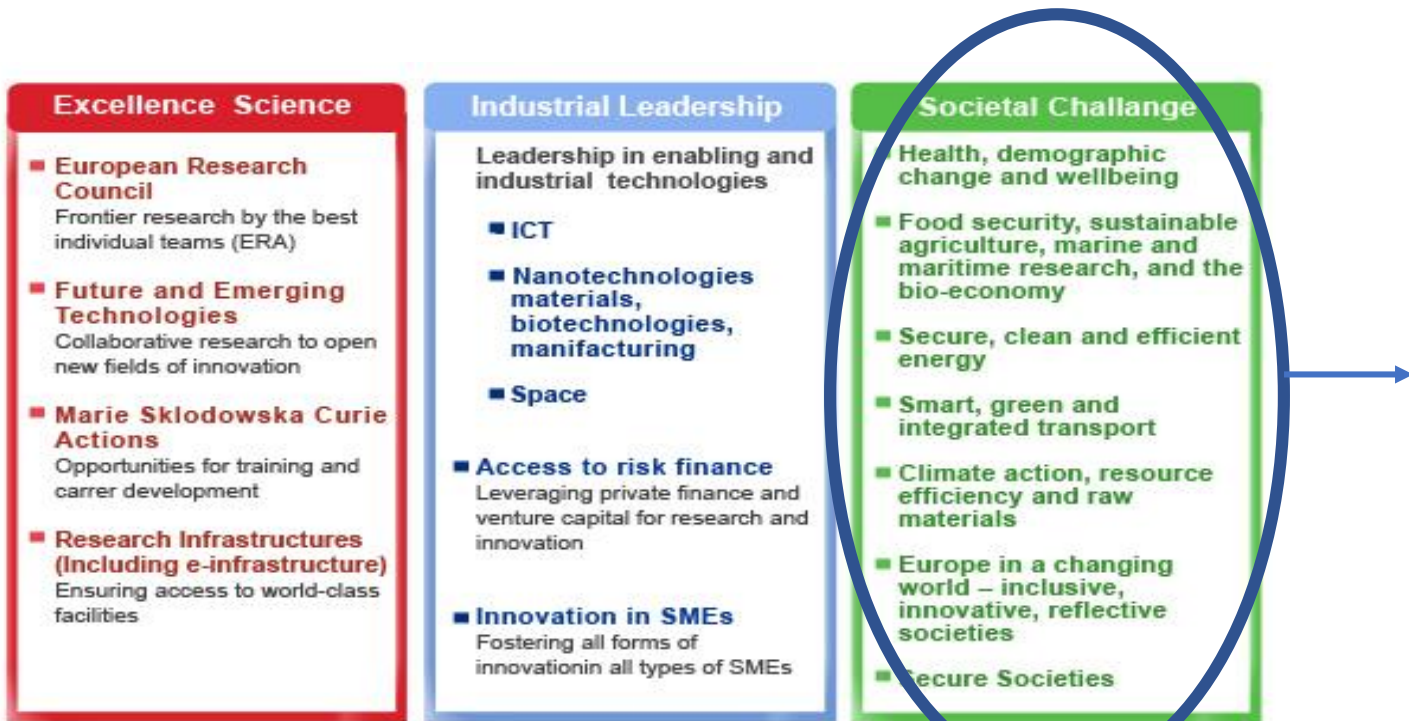 Excellence Science
European Research
Council
Frontier research by the best
individual teams (ERA)
Future and Emerging
Technologies
Collaborative research to open
new fields of innovation
Marie Sklodowska Curie
Actions
Opportunities for training and
carrer development
Research Infrastructures
(Including e-infrastructure)
Ensuring access to world-class
facilities
Industrial Leadership
Leadership in enabling and
industrial technologies
ICT
Nanotechnologies
materials,
biotechnologies,
manifacturing
Space
Access to risk finance
Leveraging private finance and
venture capital for research and
innovation
Innovation in SMEs
Fostering all forms of
innovationin all types of SMEs
Societal Challange
Health, demographic
change and wellbeing
Food security, sustainable
agriculture, marine and
maritime research, and the
bio-economy
Secure, clean and efficient
energy
Smart, green and
integrated transport
Climate action, resource
efficiency and raw
materials
Europe in a changing
world – inclusive,
innovative, reflective
societies
Secure Societies